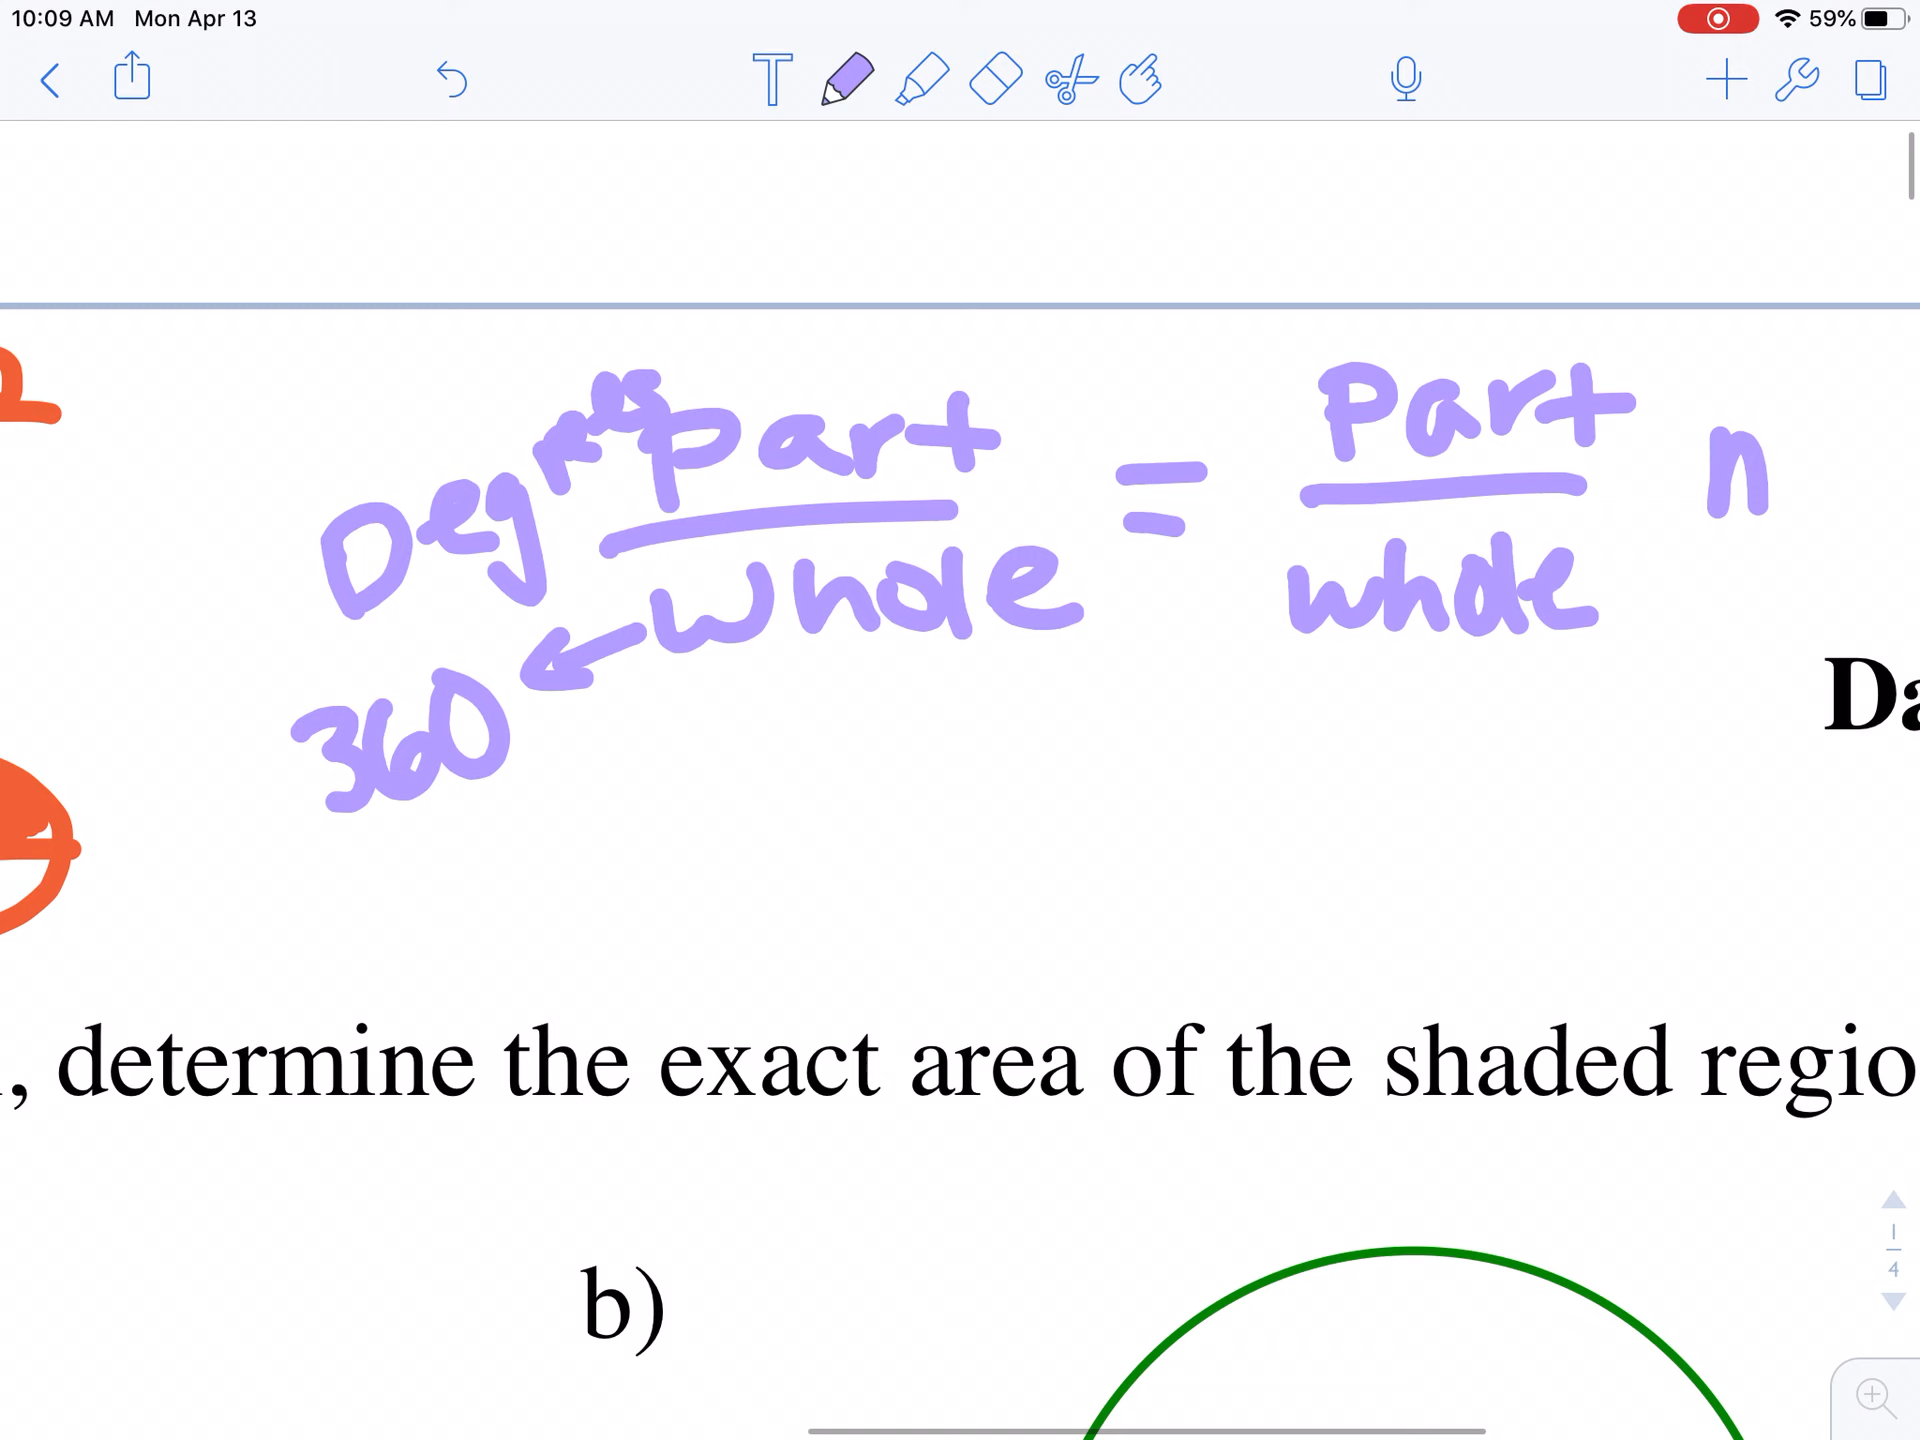 10:09 AM Mon Apr 13 59%
T
Degrees part = part n
whole whole
360
Da
, determine the exact area of the shaded regio
b)
1
4